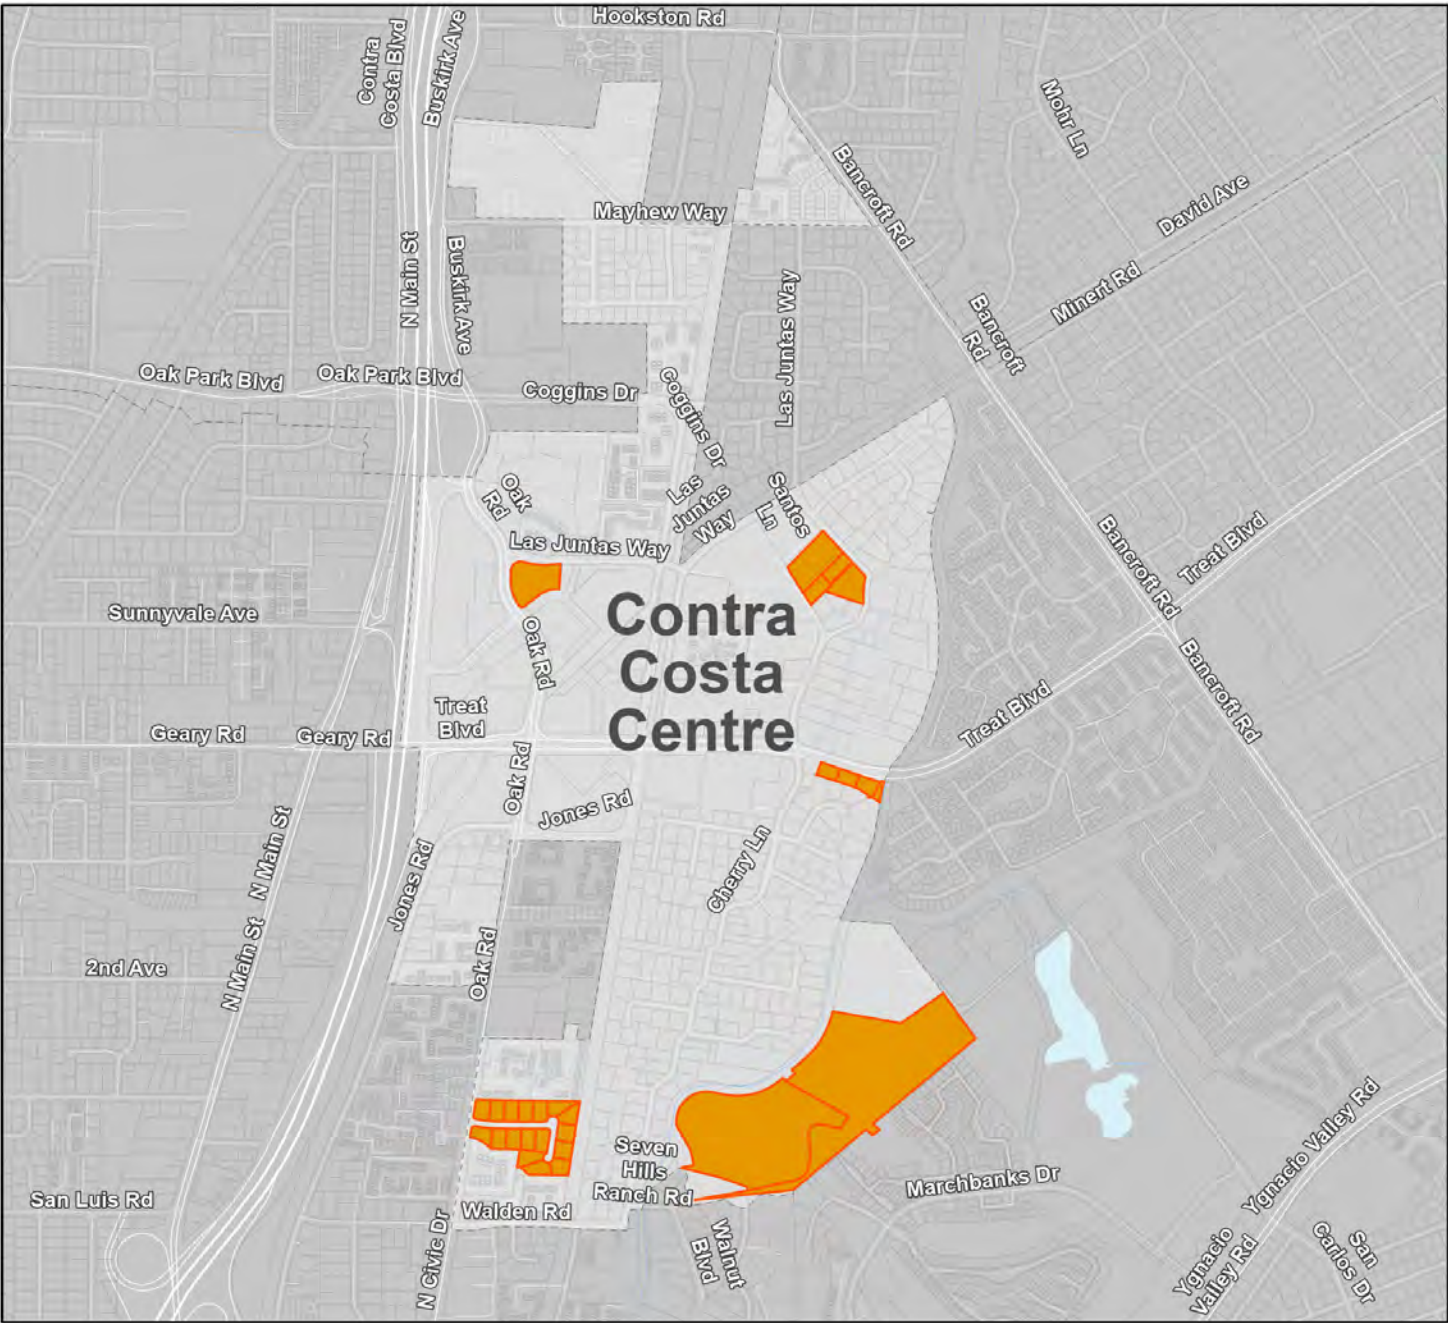 Hookston Rd
Contra
Costa Blvd
Buskirk Ave
Mohr Ln
Bancroft Rd
David Ave
Mayhew Way
N Main St
Buskirk Ave
Las Juntas Way
Minert Rd
Bancroft
Rd
Oak Park Blvd
Oak Park Blvd
Coggins Dr
Coggins Dr
Las
Juntas
Way
Santos
Ln
Oak
Rd
Las Juntas Way
Bancroft Rd
Treat Blvd
Contra
Costa
Centre
Sunnyvale Ave
Oak Rd
Bancroft Rd
Treat
Blvd
Treat Blvd
Geary Rd
Geary Rd
Oak Rd
Jones Rd
N Main St
Jones Rd
Cherry Ln
N Main St
2nd Ave
Oak Rd
Seven
Hills
Ranch Rd
Marchbanks Dr
Ygnacio Valley Rd
San Luis Rd
Walden Rd
N Civic Dr
Walnut
Blvd
Ygnacio
Valley Rd
San
Carlos Dr